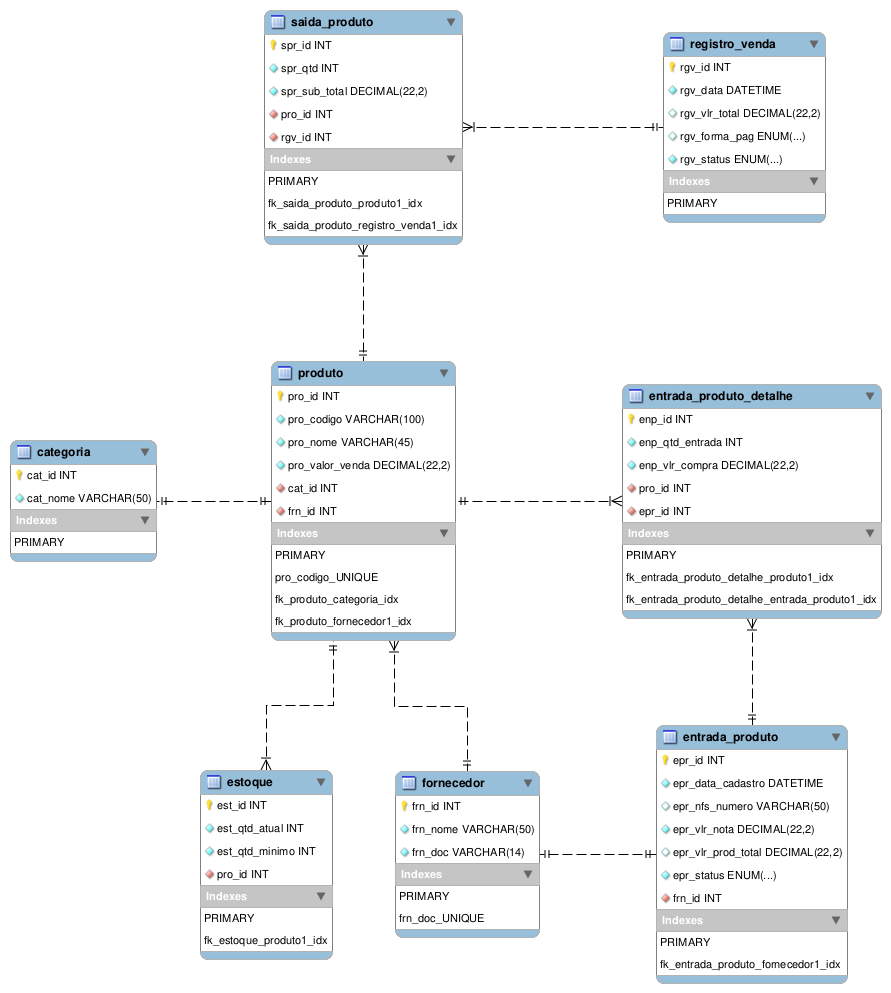 saida_produto
spr_id INT
spr_qtd INT
spr_sub_total DECIMAL(22,2)
pro_id INT
rgv_id INT
Indexes
PRIMARY
fk_saida_produto_produto1_idx
fk_saida_produto_registro_venda1_idx
registro_venda
rgv_id INT
rgv_data DATETIME
rgv_vlr_total DECIMAL(22,2)
rgv_forma_pag ENUM(...)
rgv_status ENUM(...)
Indexes
PRIMARY
produto
pro_id INT
pro_codigo VARCHAR(100)
pro_nome VARCHAR(45)
pro_valor_venda DECIMAL(22,2)
cat_id INT
frn_id INT
Indexes
PRIMARY
pro_codigo_UNIQUE
fk_produto_categoria_idx
fk_produto_fornecedor1_idx
entrada_produto_detalhe
enp_id INT
enp_qtd_entrada INT
enp_vlr_compra DECIMAL(22,2)
pro_id INT
epr_id INT
Indexes
PRIMARY
fk_entrada_produto_detalhe_produto1_idx
fk_entrada_produto_detalhe_entrada_produto1_idx
categoria
cat_id INT
cat_nome VARCHAR(50)
Indexes
PRIMARY
estoque
est_id INT
est_qtd_atual INT
est_qtd_minimo INT
pro_id INT
Indexes
PRIMARY
fk_estoque_produto1_idx
fornecedor
frn_id INT
frn_nome VARCHAR(50)
frn_doc VARCHAR(14)
Indexes
PRIMARY
frn_doc_UNIQUE
entrada_produto
epr_id INT
epr_data_cadastro DATETIME
epr_nfs_numero VARCHAR(50)
epr_vlr_nota DECIMAL(22,2)
epr_vlr_prod_total DECIMAL(22,2)
epr_status ENUM(...)
frn_id INT
Indexes
PRIMARY
fk_entrada_produto_fornecedor1_idx